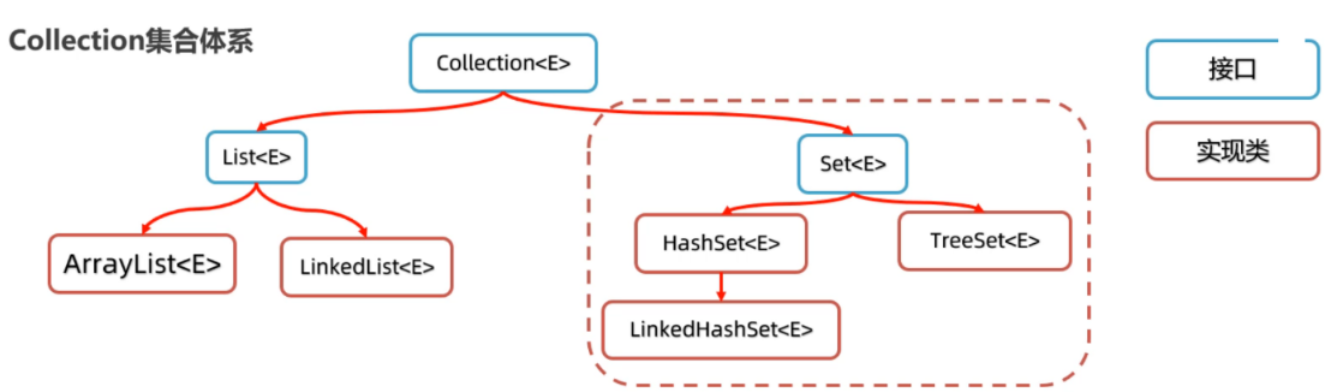 Collection集合体系
Collection<E>
接口
实现类
List<E>
Set<E>
ArrayList<E>
LinkedList<E>
HashSet<E>
TreeSet<E>
LinkedHashSet<E>